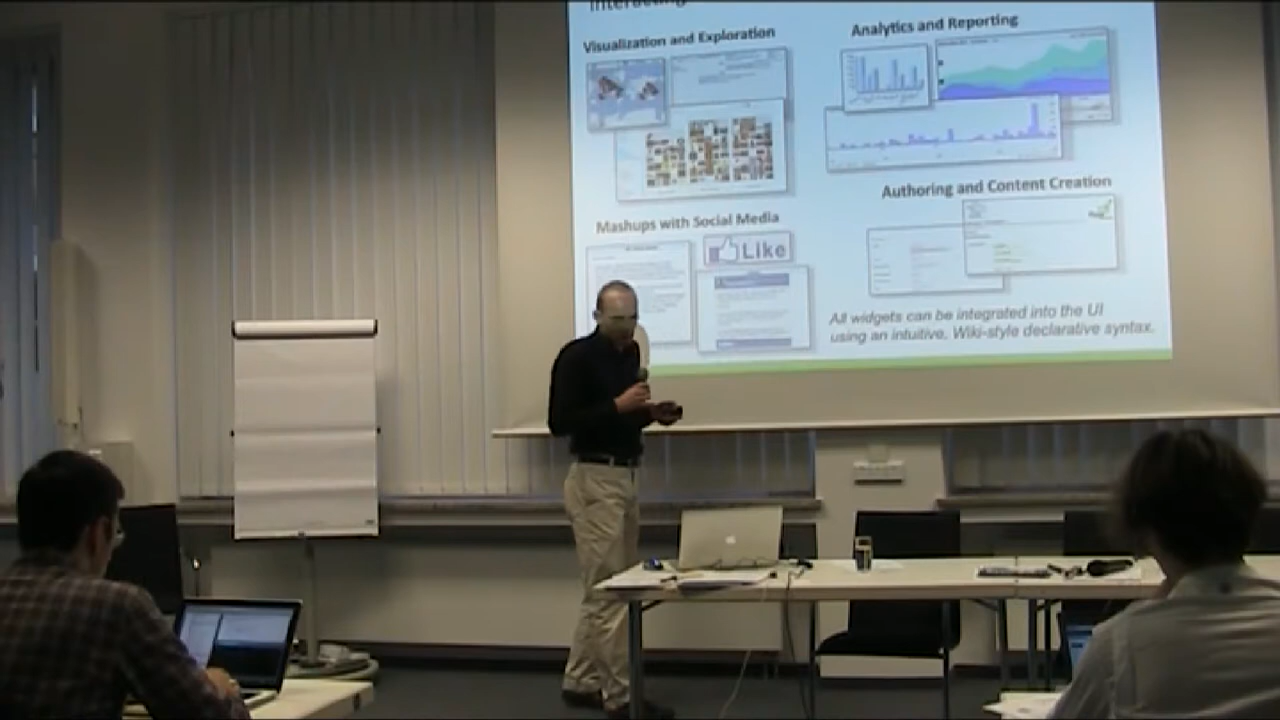 Interacting
Visualization and Exploration
Analytics and Reporting
Authoring and Content Creation
Mashups with Social Media
Like
All widgets can be integrated into the UI
using an intuitive, Wiki-style declarative syntax.